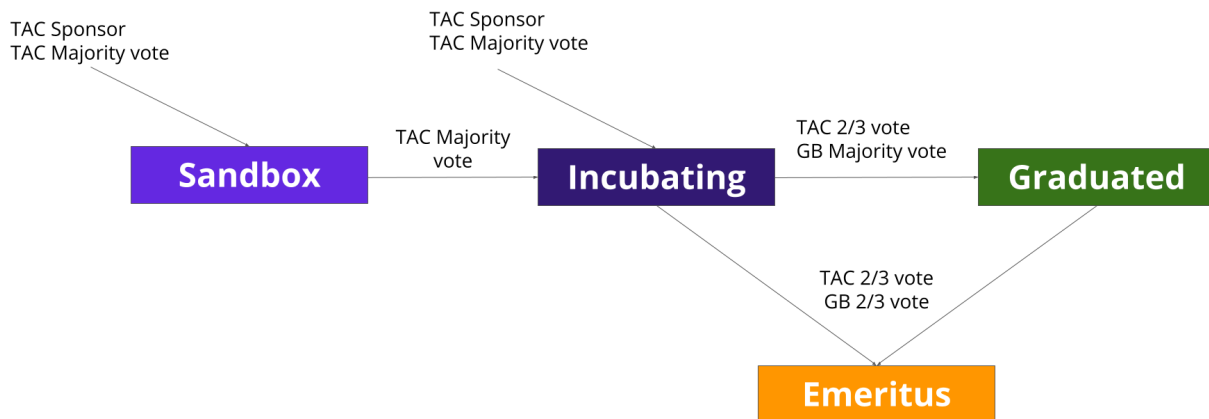 TAC Sponsor
TAC Majority vote
TAC Sponsor
TAC Majority vote
Sandbox
TAC Majority
vote
Incubating
TAC 2/3 vote
GB Majority vote
Graduated
TAC 2/3 vote
GB 2/3 vote
Emeritus